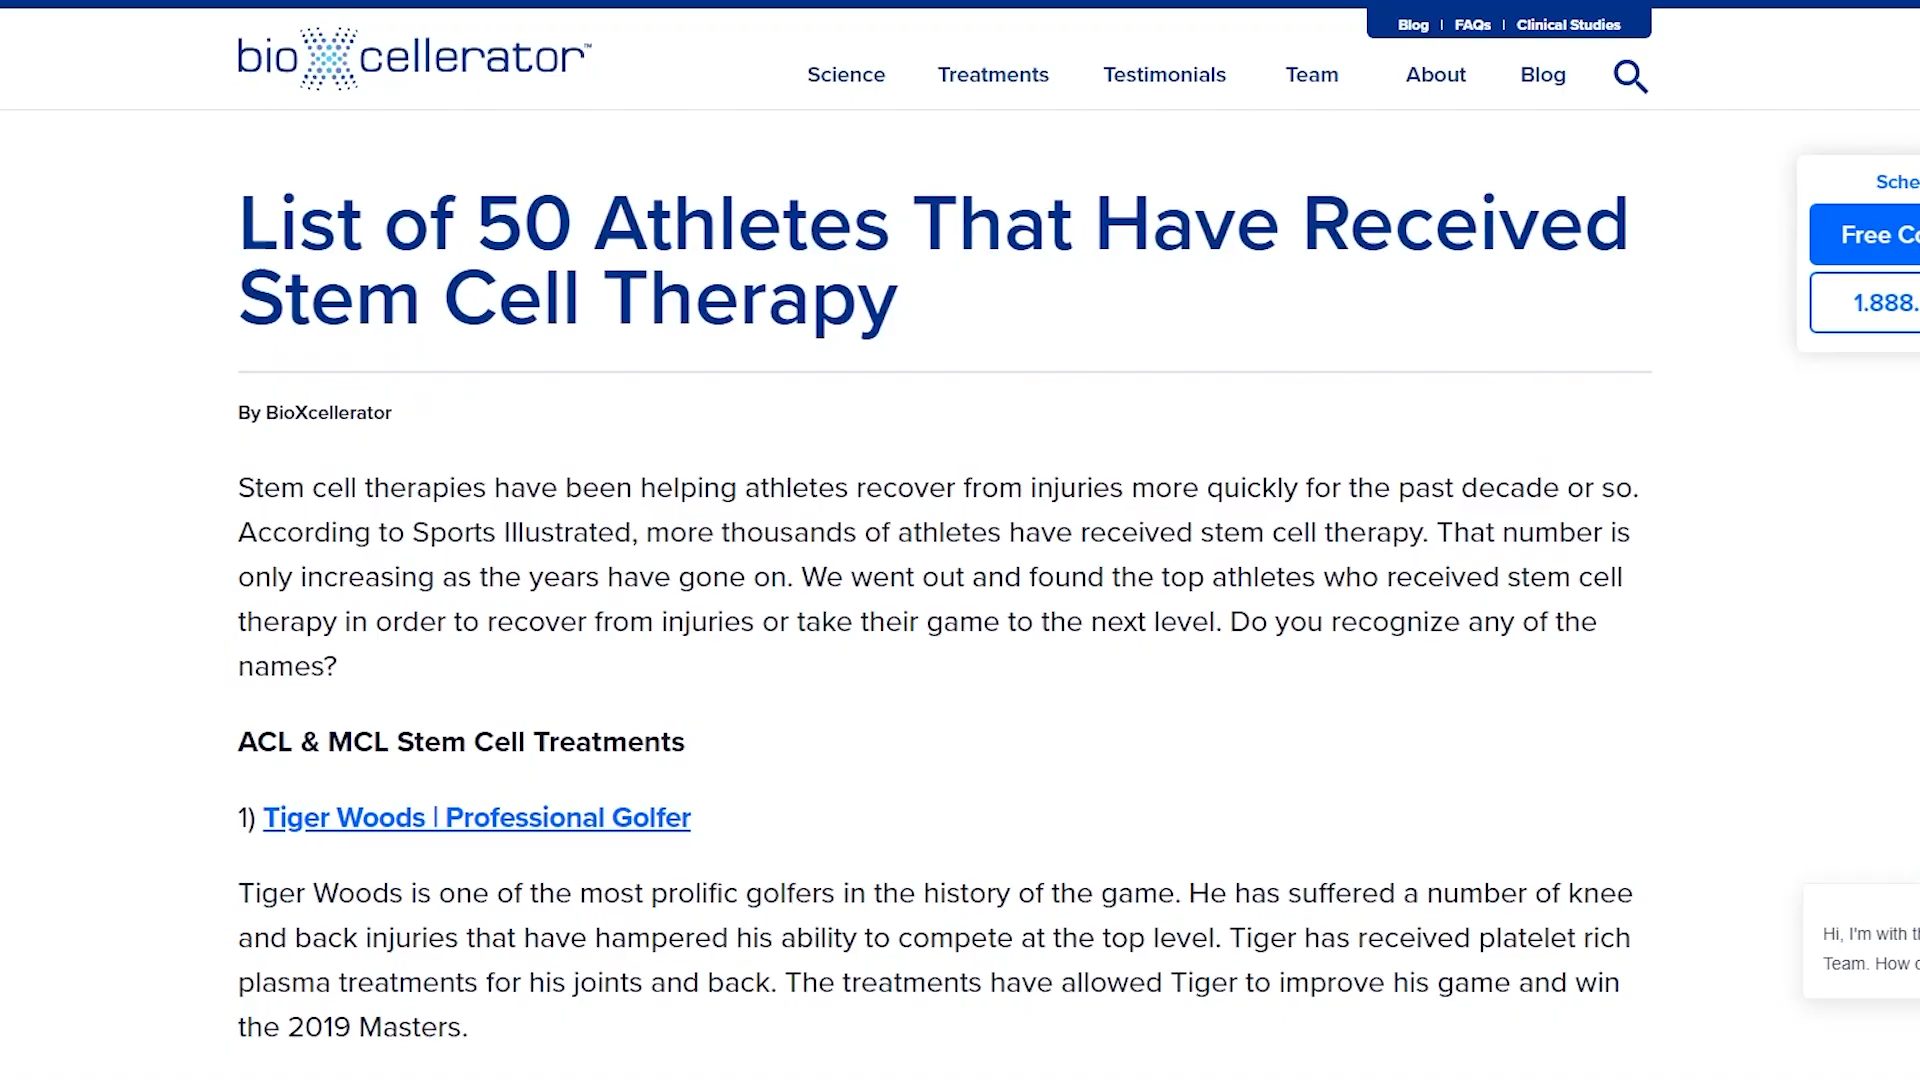 Blog | FAQs | Clinical Studies
bioXcellerator™
Science Treatments Testimonials Team About Blog
List of 50 Athletes That Have Received
Stem Cell Therapy
Sche
Free Co
1.888.
By BioXcellerator
Stem cell therapies have been helping athletes recover from injuries more quickly for the past decade or so.
According to Sports Illustrated, more thousands of athletes have received stem cell therapy. That number is
only increasing as the years have gone on. We went out and found the top athletes who received stem cell
therapy in order to recover from injuries or take their game to the next level. Do you recognize any of the
names?
ACL & MCL Stem Cell Treatments
1) Tiger Woods | Professional Golfer
Tiger Woods is one of the most prolific golfers in the history of the game. He has suffered a number of knee
and back injuries that have hampered his ability to compete at the top level. Tiger has received platelet rich
plasma treatments for his joints and back. The treatments have allowed Tiger to improve his game and win
the 2019 Masters.
Hi, I'm with th
Team. How c